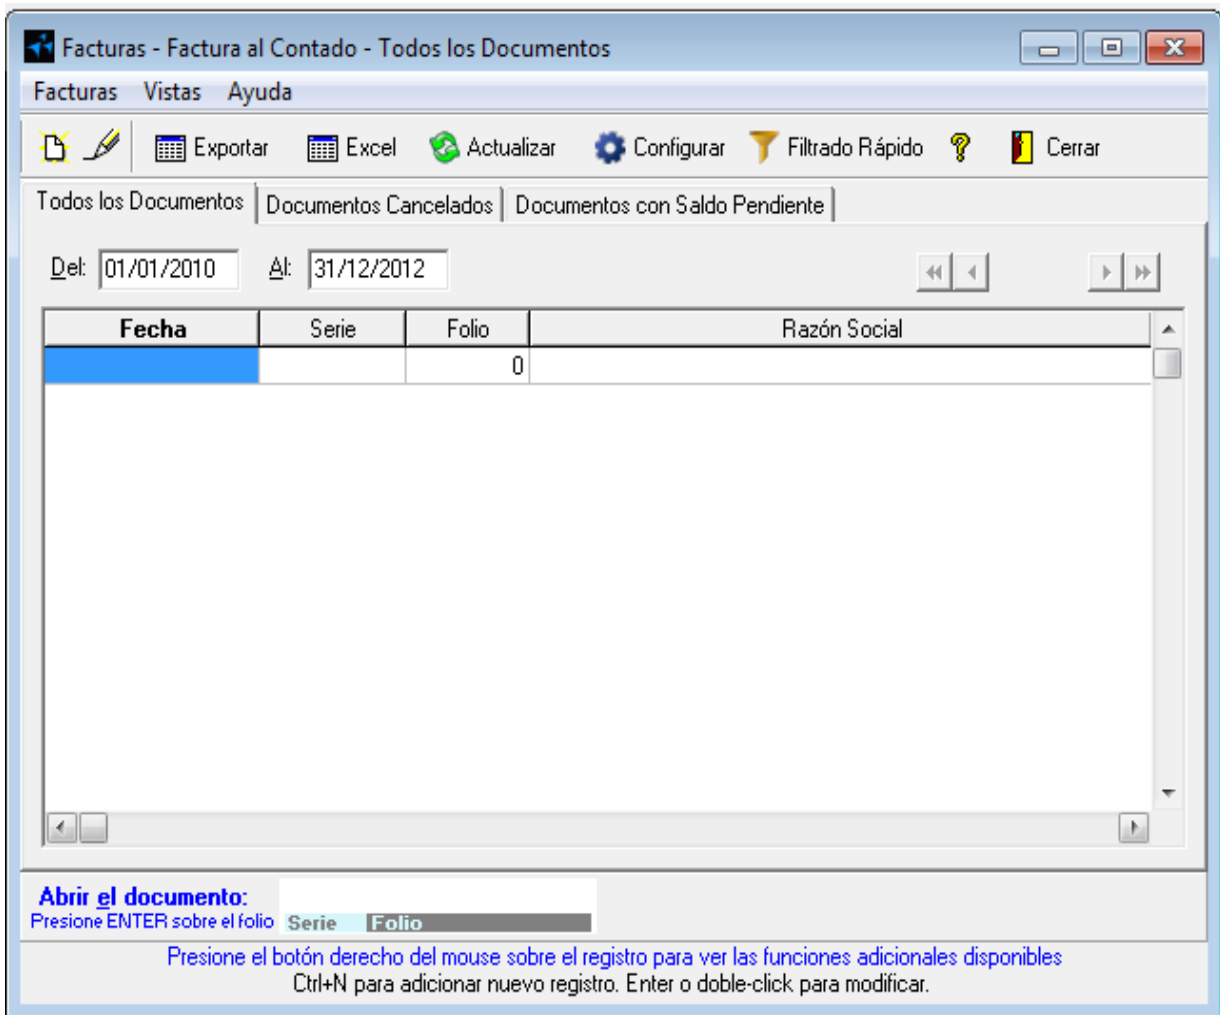 Facturas - Factura al Contado - Todos los Documentos
Facturas Vistas Ayuda
Exportar Excel Actualizar Configurar Filtrado Rápido ? Cerrar
Todos los Documentos Documentos Cancelados Documentos con Saldo Pendiente
Del: 01/01/2010 Al: 31/12/2012
Fecha Serie Folio Razón Social
0
Abrir el documento:
Presione ENTER sobre el folio Serie Folio
Presione el botón derecho del mouse sobre el registro para ver las funciones adicionales disponibles
Ctrl+N para adicionar nuevo registro. Enter o doble-click para modificar.